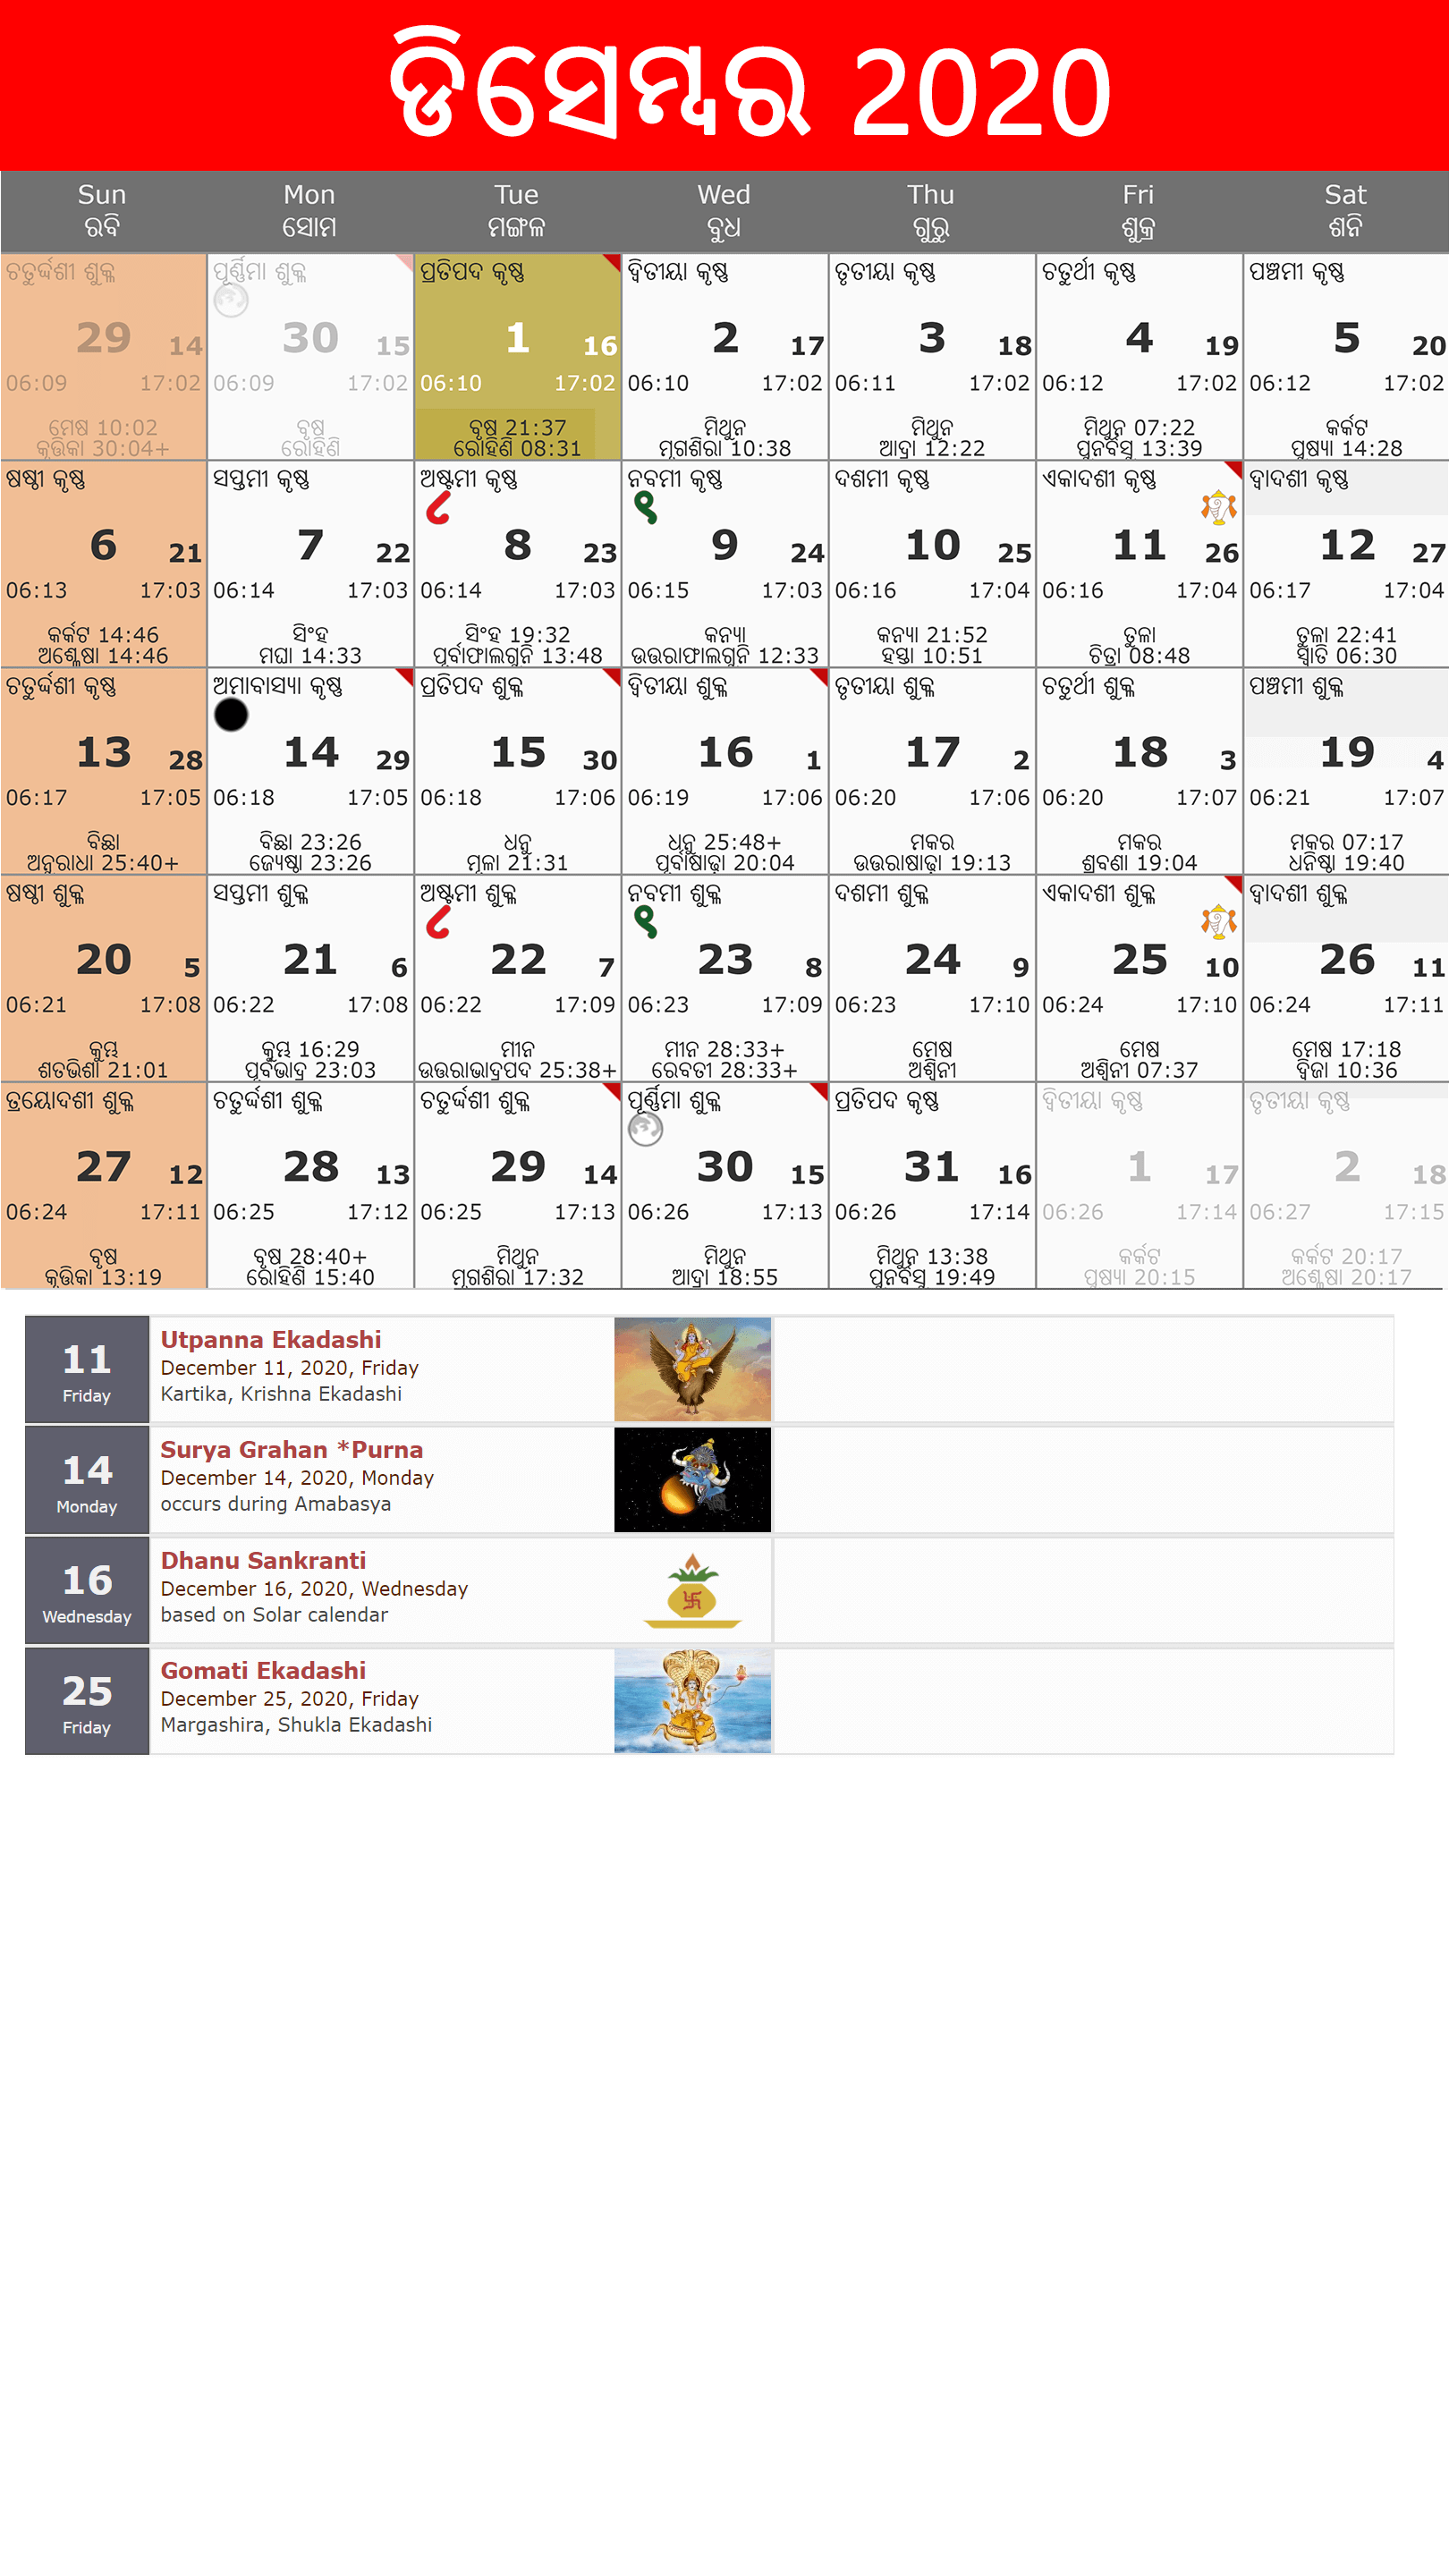 ଡିସେମ୍ବର 2020
Sun Mon Tue Wed Thu Fri Sat
ରବି ସୋମ ମଙ୍ଗଳ ବୁଧ ଗୁରୁ ଶୁକ୍ର ଶନି
ଚତୁର୍ଦ୍ଦଶୀ ଶୁକ୍ଳ ପୂର୍ଣ୍ଣିମା ଶୁକ୍ଳ ପ୍ରତିପଦ କୃଷ୍ଣ ଦ୍ଵିତୀୟା କୃଷ୍ଣ ତୃତୀୟା କୃଷ୍ଣ ଚତୁର୍ଥୀ କୃଷ୍ଣ ପଞ୍ଚମୀ କୃଷ୍ଣ
29 14 30 15 1 16 2 17 3 18 4 19 5 20
06:09 17:02 06:09 17:02 06:10 17:02 06:10 17:02 06:11 17:02 06:12 17:02 06:12 17:02
ମେଷ 10:02 ବୃଷ ବୃଷ 21:37 ମିଥୁନ ମିଥୁନ ମିଥୁନ 07:22 କର୍କଟ
କୃତ୍ତିକା 30:04+ ରୋହିଣି ରୋହିଣି 08:31 ମୃଗଶିରା 10:38 ଆଦ୍ରା 12:22 ପୁନର୍ବସୁ 13:39 ପୁଷ୍ୟା 14:28
ଷଷ୍ଠୀ କୃଷ୍ଣ ସପ୍ତମୀ କୃଷ୍ଣ ଅଷ୍ଟମୀ କୃଷ୍ଣ ନବମୀ କୃଷ୍ଣ ଦଶମୀ କୃଷ୍ଣ ଏକାଦଶୀ କୃଷ୍ଣ ଦ୍ଵାଦଶୀ କୃଷ୍ଣ
6 21 7 22 8 23 9 24 10 25 11 26 12 27
06:13 17:03 06:14 17:03 06:14 17:03 06:15 17:03 06:16 17:04 06:16 17:04 06:17 17:04
କର୍କଟ 14:46 ସିଂହ ସିଂହ 19:32 କନ୍ୟା କନ୍ୟା 21:52 ତୁଳା ତୁଳା 22:41
ଅଶ୍ଳେଷା 14:46 ମଘା 14:33 ପୂର୍ବାଫାଲଗୁନି 13:48 ଉତ୍ତରାଫାଲଗୁନି 12:33 ହସ୍ତା 10:51 ଚିତ୍ରା 08:48 ସ୍ଵାତି 06:30
ଚତୁର୍ଦ୍ଦଶୀ କୃଷ୍ଣ ଅମାବାସ୍ୟା କୃଷ୍ଣ ପ୍ରତିପଦ ଶୁକ୍ଳ ଦ୍ଵିତୀୟା ଶୁକ୍ଳ ତୃତୀୟା ଶୁକ୍ଳ ଚତୁର୍ଥୀ ଶୁକ୍ଳ ପଞ୍ଚମୀ ଶୁକ୍ଳ
13 28 14 29 15 30 16 1 17 2 18 3 19 4
06:17 17:05 06:18 17:05 06:18 17:06 06:19 17:06 06:20 17:06 06:20 17:07 06:21 17:07
ବିଛା ବିଛା 23:26 ଧନୁ ଧନୁ 25:48+ ମକର ମକର ମକର 07:17
ଅନୁରାଧା 25:40+ ଜ୍ୟେଷ୍ଠା 23:26 ମୂଳା 21:31 ପୂର୍ବାଷାଢ଼ା 20:04 ଉତ୍ତରାଷାଢ଼ା 19:13 ଶ୍ରବଣା 19:04 ଧନିଷ୍ଠା 19:40
ଷଷ୍ଠୀ ଶୁକ୍ଳ ସପ୍ତମୀ ଶୁକ୍ଳ ଅଷ୍ଟମୀ ଶୁକ୍ଳ ନବମୀ ଶୁକ୍ଳ ଦଶମୀ ଶୁକ୍ଳ ଏକାଦଶୀ ଶୁକ୍ଳ ଦ୍ଵାଦଶୀ ଶୁକ୍ଳ
20 5 21 6 22 7 23 8 24 9 25 10 26 11
06:21 17:08 06:22 17:08 06:22 17:09 06:23 17:09 06:23 17:10 06:24 17:10 06:24 17:11
କୁମ୍ଭ କୁମ୍ଭ 16:29 ମୀନ ମୀନ 28:33+ ମେଷ ମେଷ ମେଷ 17:18
ଶତଭିଶା 21:01 ପୂର୍ବଭାଦ୍ର 23:03 ଉତ୍ତରାଭାଦ୍ରପଦ 25:38+ ରେବତୀ 28:33+ ଅଶ୍ଵିନୀ ଅଶ୍ଵିନୀ 07:37 ଦ୍ଵିଜା 10:36
ତ୍ରୟୋଦଶୀ ଶୁକ୍ଳ ଚତୁର୍ଦ୍ଦଶୀ ଶୁକ୍ଳ ଚତୁର୍ଦ୍ଦଶୀ ଶୁକ୍ଳ ପୂର୍ଣ୍ଣିମା ଶୁକ୍ଳ ପ୍ରତିପଦ କୃଷ୍ଣ ଦ୍ଵିତୀୟା କୃଷ୍ଣ ତୃତୀୟା କୃଷ୍ଣ
27 12 28 13 29 14 30 15 31 16 1 17 2 18
06:24 17:11 06:25 17:12 06:25 17:13 06:26 17:13 06:26 17:14 06:26 17:14 06:27 17:15
ବୃଷ ବୃଷ 28:40+ ମିଥୁନ ମିଥୁନ ମିଥୁନ 13:38 କର୍କଟ କର୍କଟ 20:17
କୃତ୍ତିକା 13:19 ରୋହିଣି 15:40 ମୃଗଶିରା 17:32 ଆଦ୍ରା 18:55 ପୁନର୍ବସୁ 19:49 ପୁଷ୍ୟା 20:15 ଅଶ୍ଳେଷା 20:17
11
Friday
Utpanna Ekadashi
December 11, 2020, Friday
Kartika, Krishna Ekadashi
14
Monday
Surya Grahan *Purna
December 14, 2020, Monday
occurs during Amabasya
16
Wednesday
Dhanu Sankranti
December 16, 2020, Wednesday
based on Solar calendar
25
Friday
Gomati Ekadashi
December 25, 2020, Friday
Margashira, Shukla Ekadashi